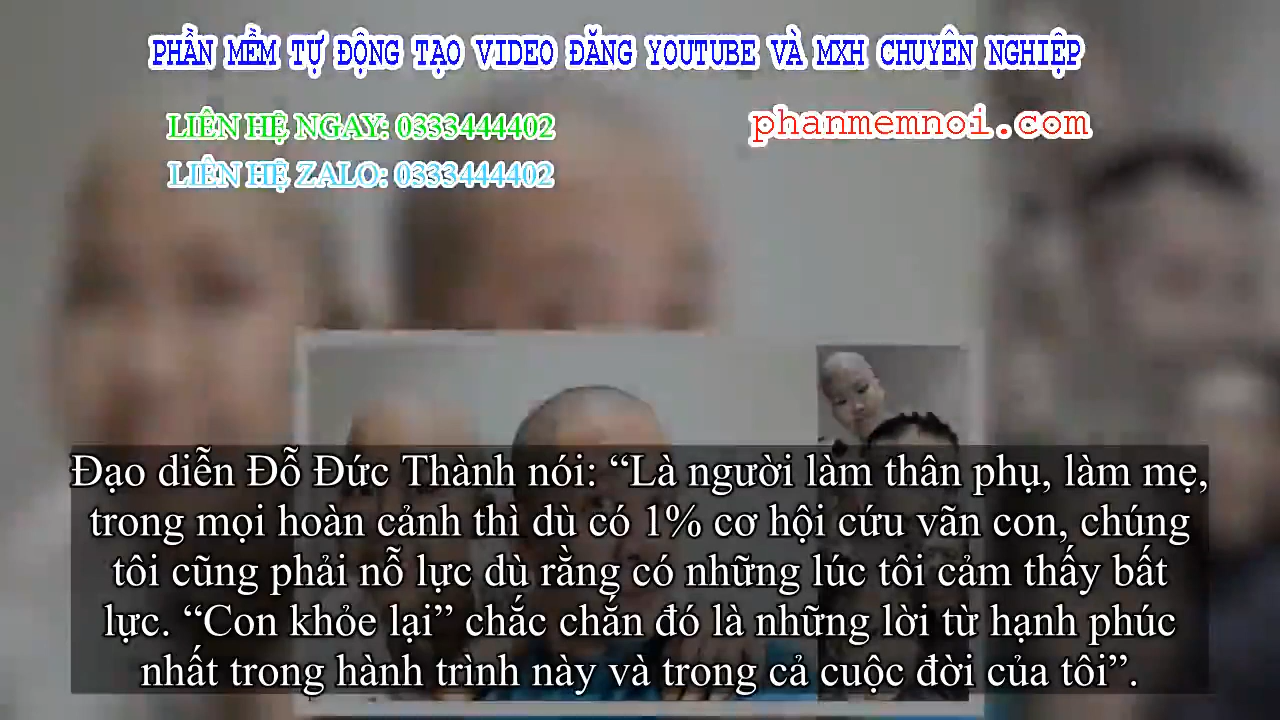 PHẦN MỀM TỰ ĐỘNG TẠO VIDEO ĐĂNG YOUTUBE VÀ MXH CHUYÊN NGHIỆP
LIÊN HỆ NGAY: 0333444402
phanmemnoi.com
LIÊN HỆ ZALO: 0333444402
Đạo diễn Đỗ Đức Thành nói: “Là người làm thân phụ, làm mẹ,
trong mọi hoàn cảnh thì dù có 1% cơ hội cứu vãn con, chúng
tôi cũng phải nỗ lực dù rằng có những lúc tôi cảm thấy bất
lực. “Con khỏe lại” chắc chắn đó là những lời từ hạnh phúc
nhất trong hành trình này và trong cả cuộc đời của tôi”.